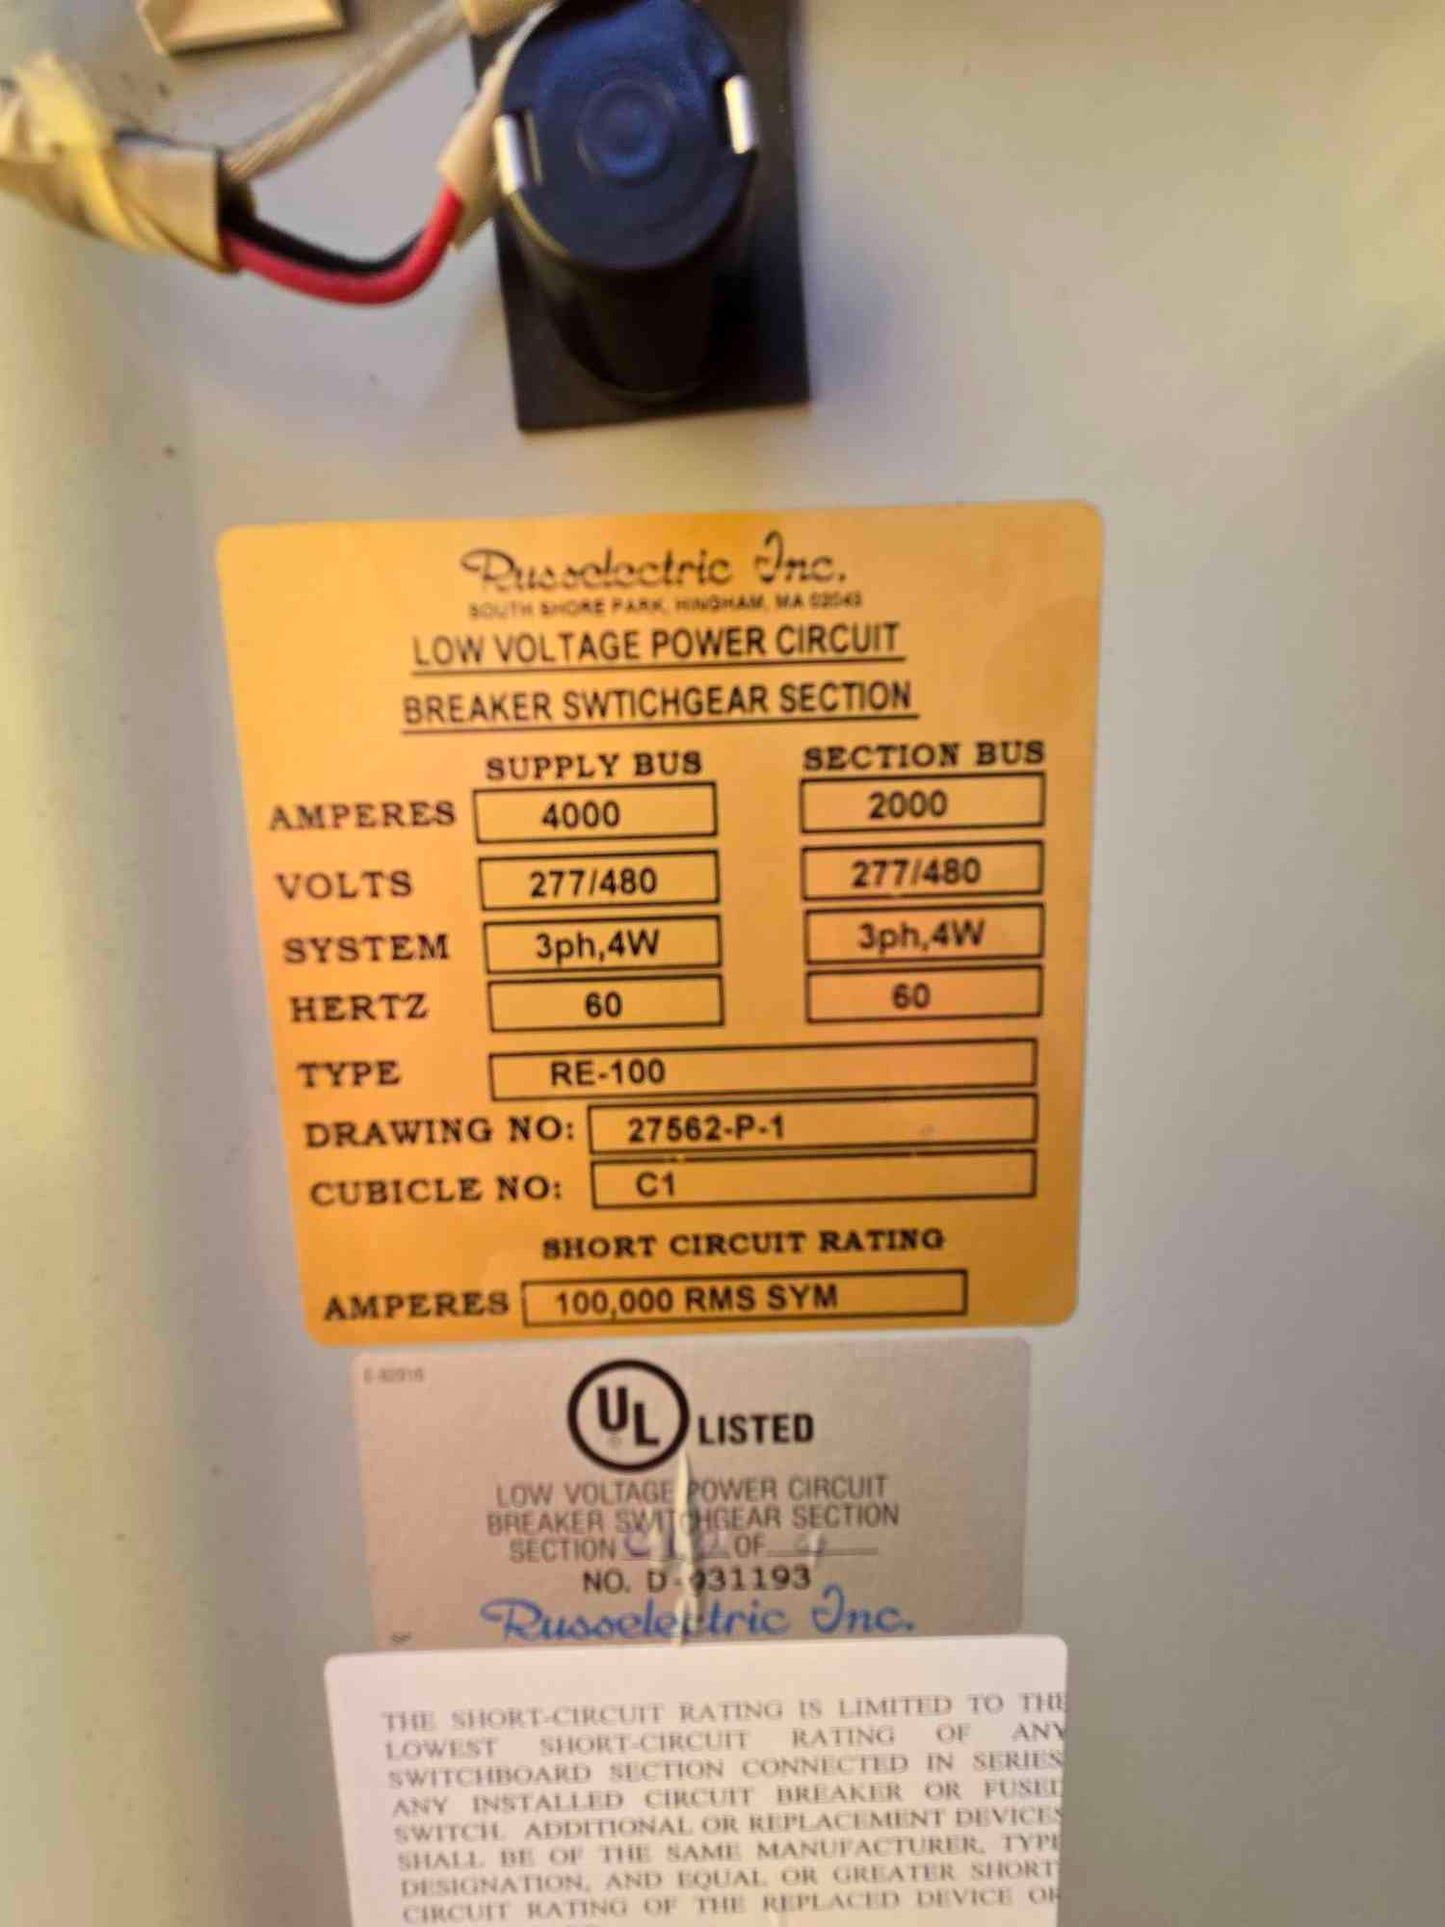 Russelectric Inc.
SOUTH SHORE PARK, HINGHAM, MA 02043
LOW VOLTAGE POWER CIRCUIT
BREAKER SWTICHGEAR SECTION
SUPPLY BUS SECTION BUS
AMPERES 4000 2000
VOLTS 277/480 277/480
SYSTEM 3ph,4W 3ph,4W
HERTZ 60 60
TYPE RE-100
DRAWING NO: 27562-P-1
CUBICLE NO: C1
SHORT CIRCUIT RATING
AMPERES 100,000 RMS SYM
UL LISTED
LOW VOLTAGE POWER CIRCUIT
BREAKER SWITCHGEAR SECTION
SECTION OF
NO. D-931193
Russelectric Inc.
THE SHORT-CIRCUIT RATING IS LIMITED TO THE
LOWEST SHORT-CIRCUIT RATING OF ANY
SWITCHBOARD SECTION CONNECTED IN SERIES
ANY INSTALLED CIRCUIT BREAKER OR FUSED
SWITCH. ADDITIONAL OR REPLACEMENT DEVICES
SHALL BE OF THE SAME MANUFACTURER, TYPE
DESIGNATION, AND EQUAL OR GREATER SHORT
CIRCUIT RATING OF THE REPLACED DEVICE OR